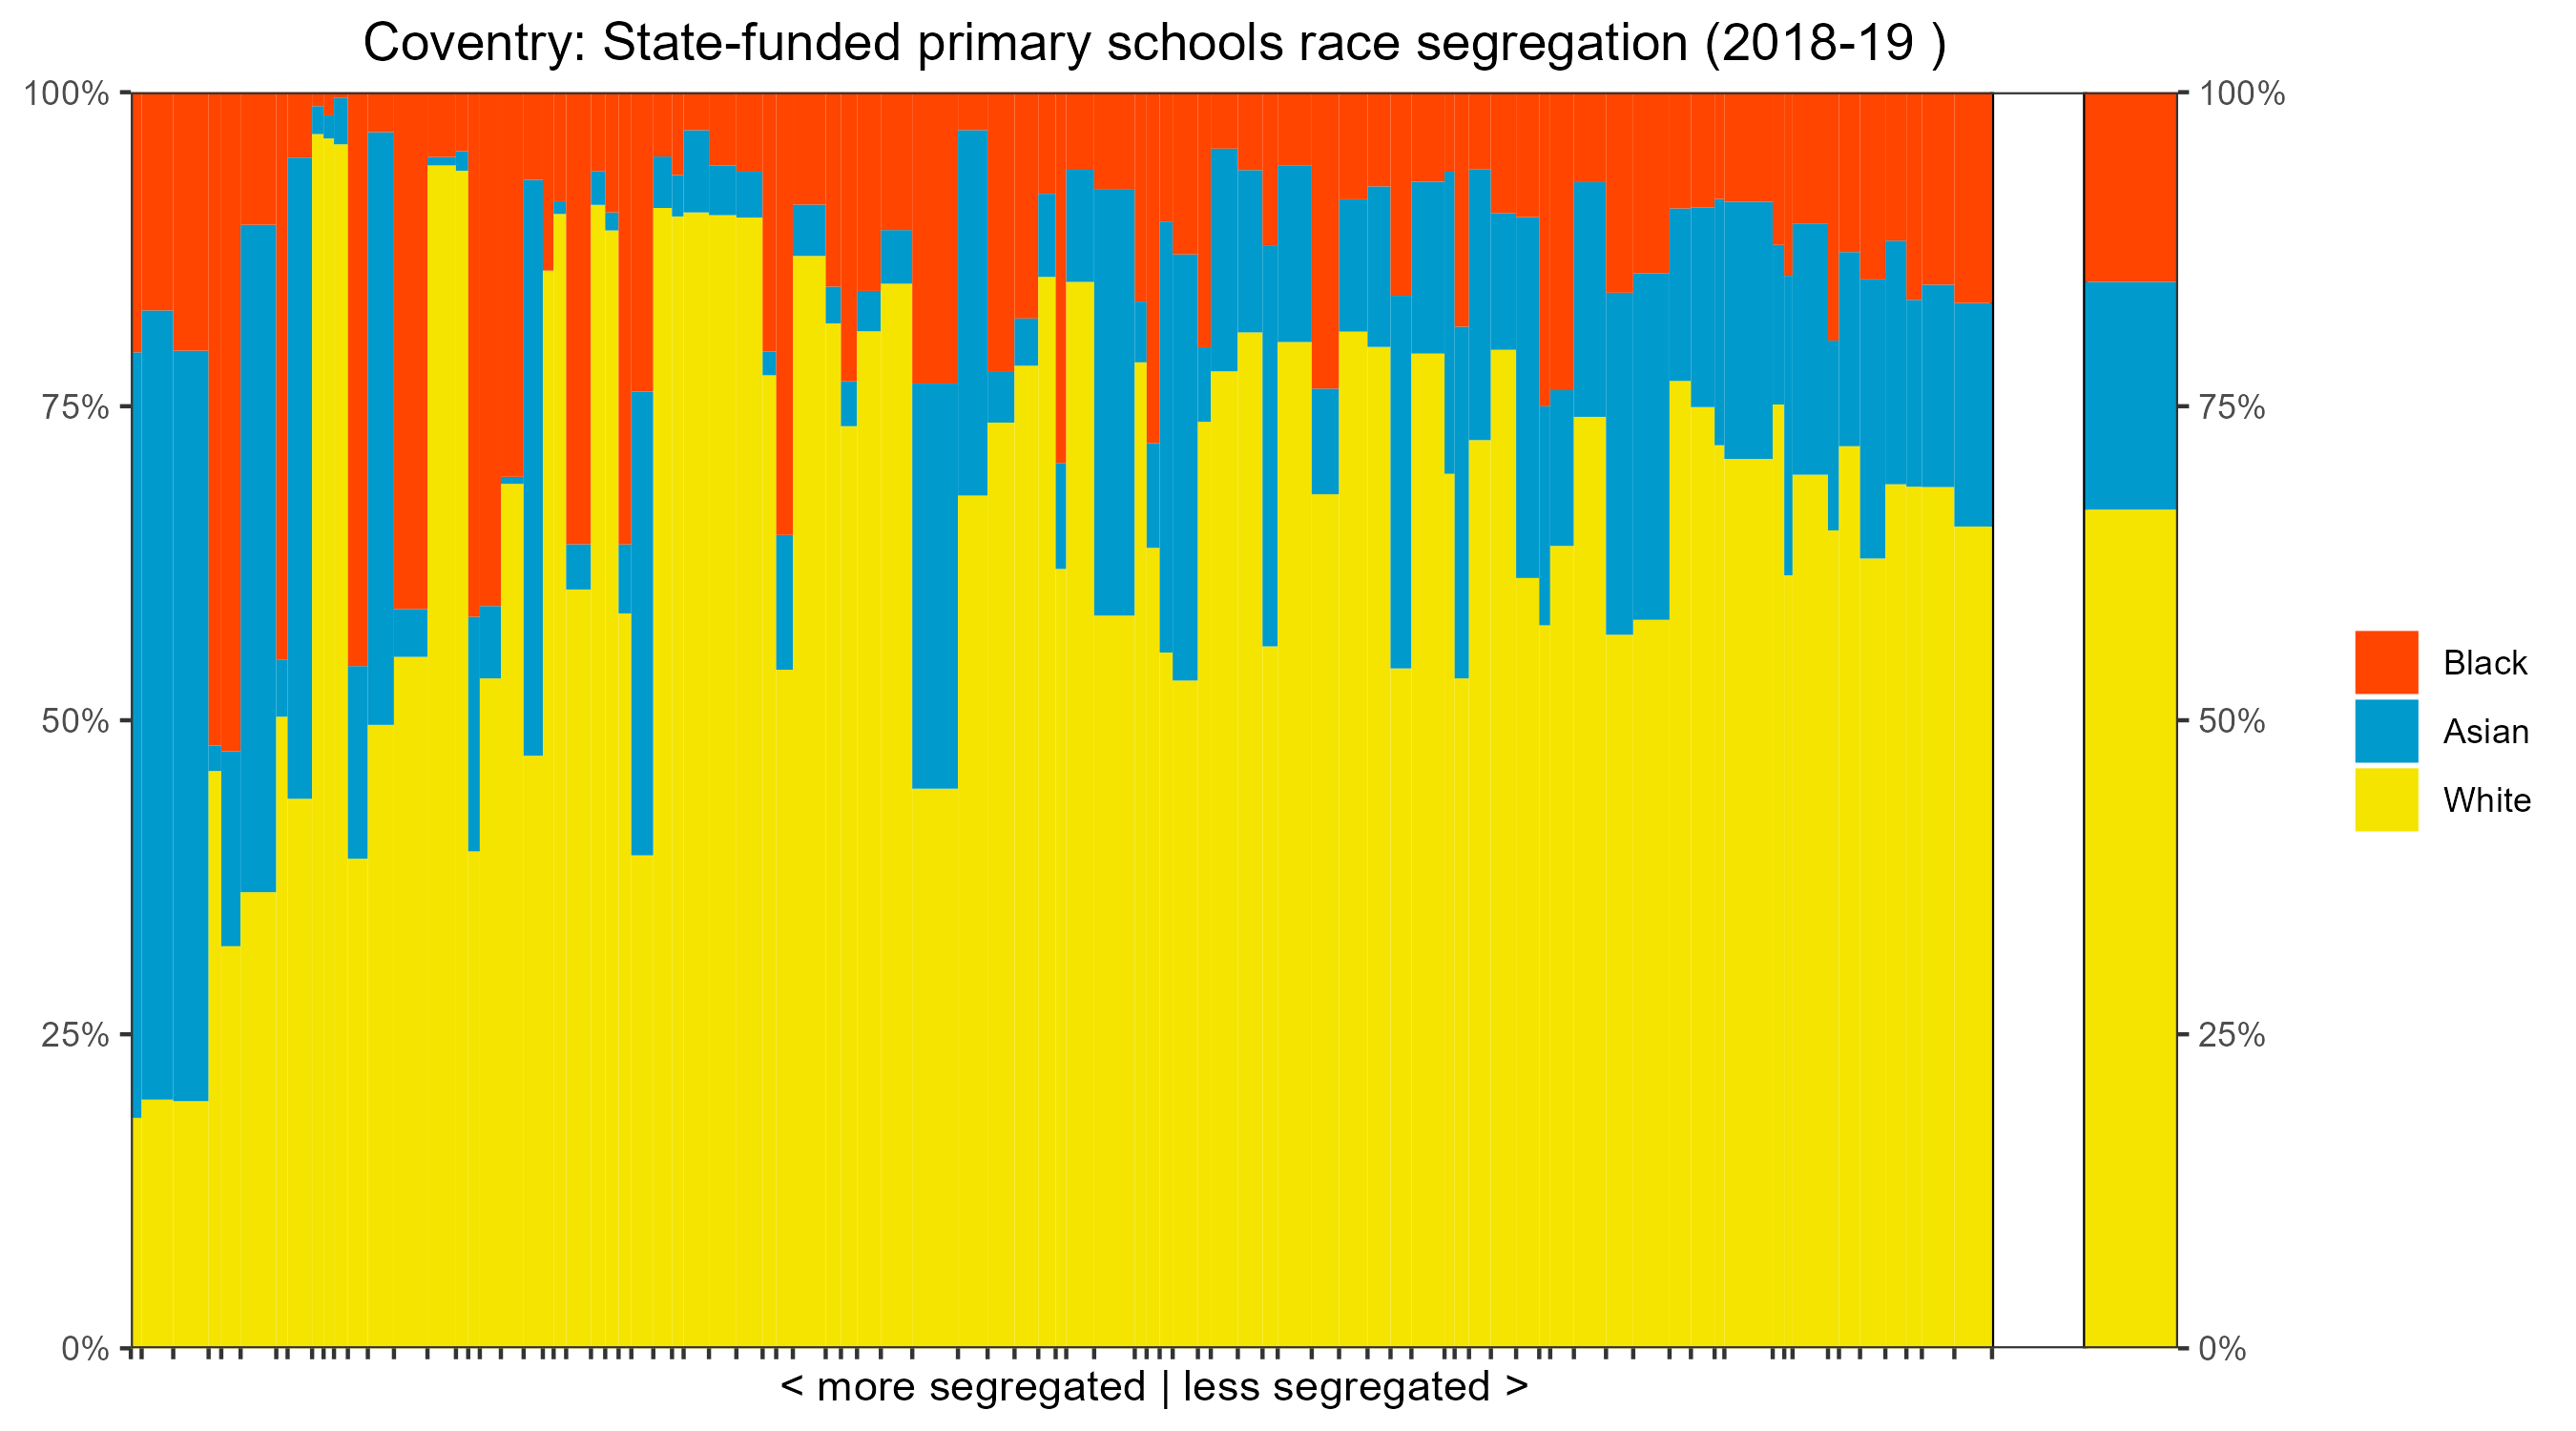 Coventry: State-funded primary schools race segregation (2018-19 )
100%
75%
50%
25%
0%
100%
75%
50%
25%
0%
Black
Asian
White
< more segregated | less segregated >